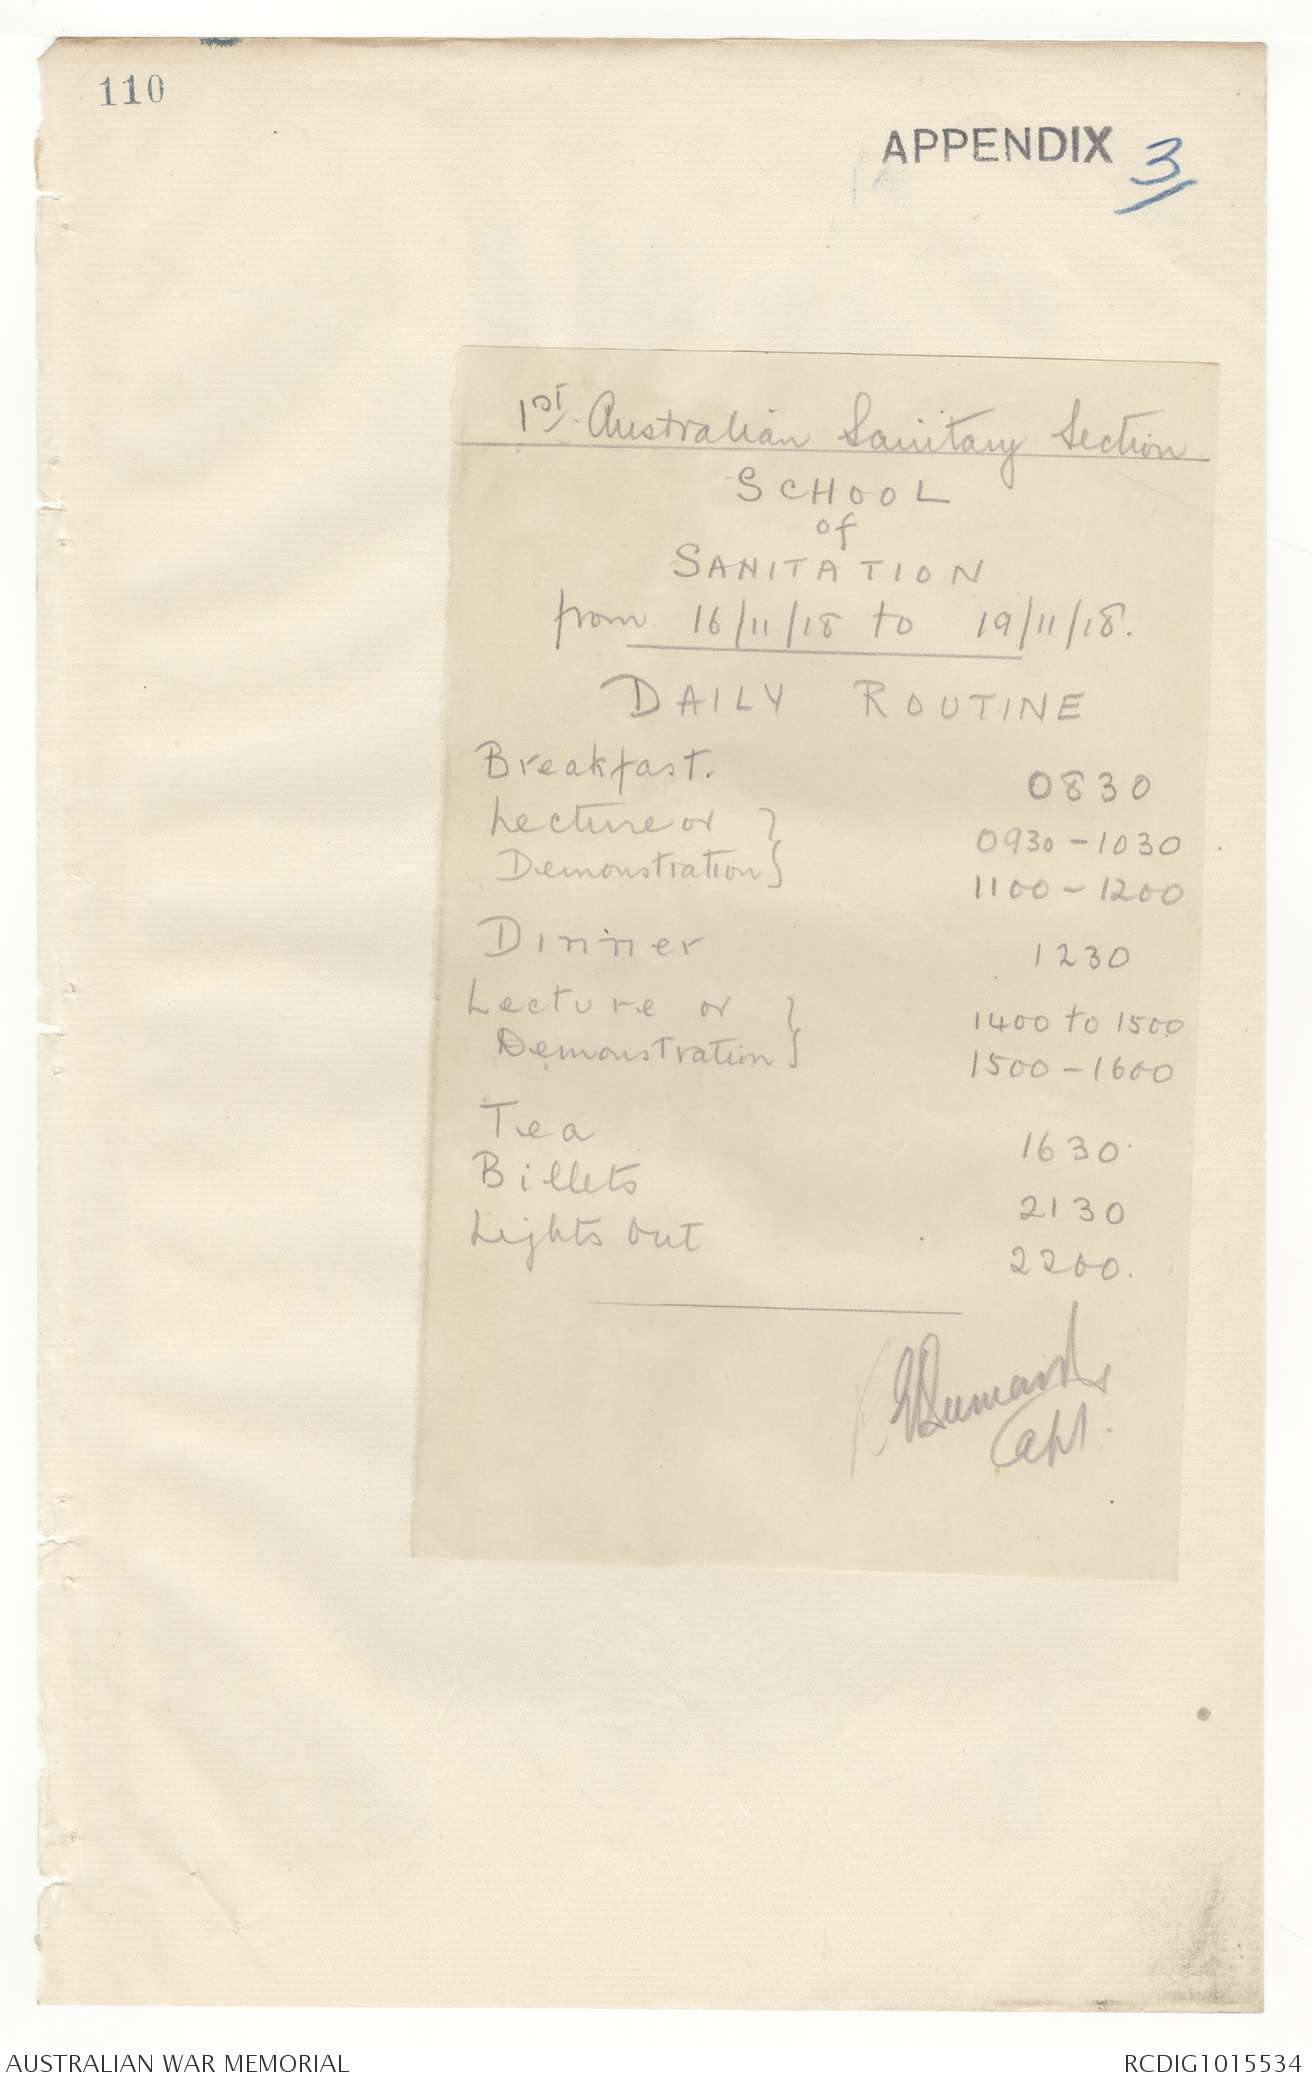 110
APPENDIX 3
1st. Australian Sanitary Section
SCHOOL
of
SANITATION
from 16/11/18 to 19/11/18.
DAILY ROUTINE
Breakfast. 0830
Lecture or } 0930-1030
Demonstration } 1100-1200
Dinner 1230
Lecture or } 1400 to 1500
Demonstration } 1500-1600
Tea 1630
Billets 2130
Lights Out 2200.
Capt.
AUSTRALIAN WAR MEMORIAL
RCDIG1015534